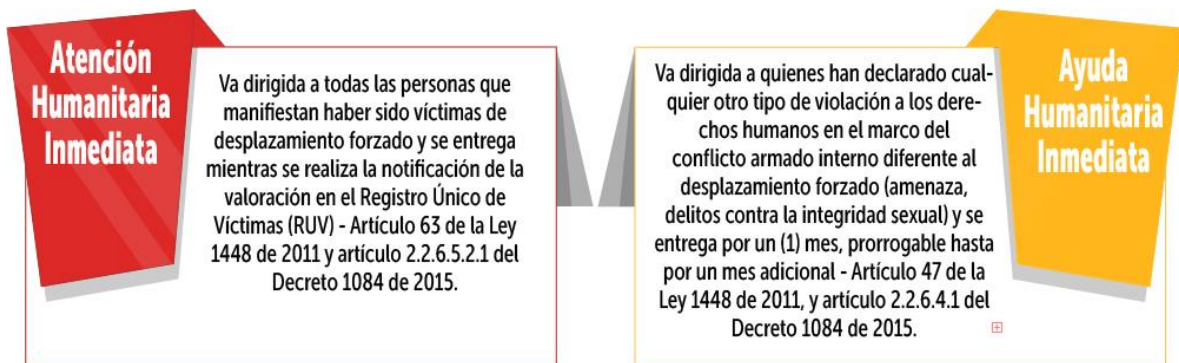 Atención
Humanitaria
Inmediata
Va dirigida a todas las personas que
manifiestan haber sido víctimas de
desplazamiento forzado y se entrega
mientras se realiza la notificación de la
valoración en el Registro Único de
Víctimas (RUV) - Artículo 63 de la Ley
1448 de 2011 y artículo 2.2.6.5.2.1 del
Decreto 1084 de 2015.
Va dirigida a quienes han declarado cual-
quier otro tipo de violación a los dere-
chos humanos en el marco del
conflicto armado interno diferente al
desplazamiento forzado (amenaza,
delitos contra la integridad sexual) y se
entrega por un (1) mes, prorrogable hasta
por un mes adicional - Artículo 47 de la
Ley 1448 de 2011, y artículo 2.2.6.4.1 del
Decreto 1084 de 2015.
Ayuda
Humanitaria
Inmediata